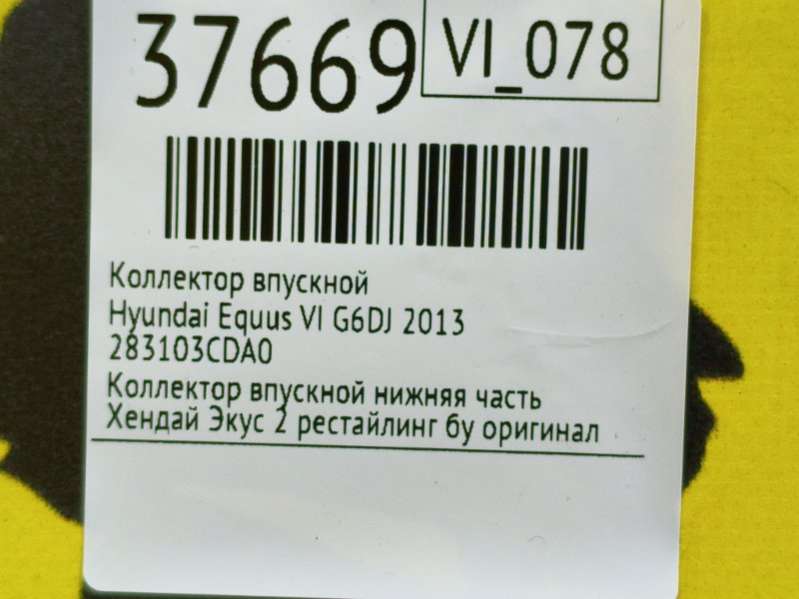 37669
VI_078
Коллектор впускной
Hyundai Equus VI G6DJ 2013
283103CDA0
Коллектор впускной нижняя часть
Хендай Экус 2 рестайлинг бу оригинал